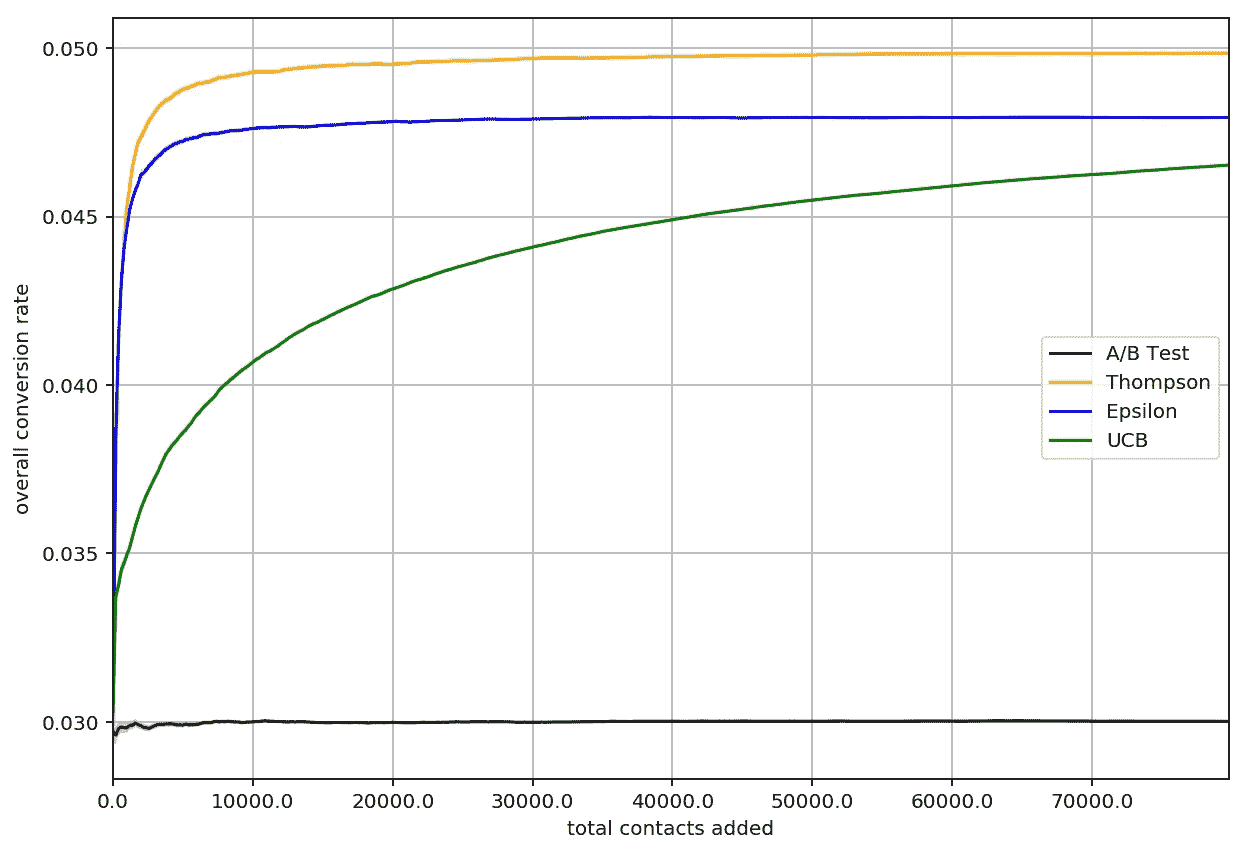 0.050
0.045
0.040
0.035
0.030
overall conversion rate
A/B Test
Thompson
Epsilon
UCB
0.0 10000.0 20000.0 30000.0 40000.0 50000.0 60000.0 70000.0
total contacts added